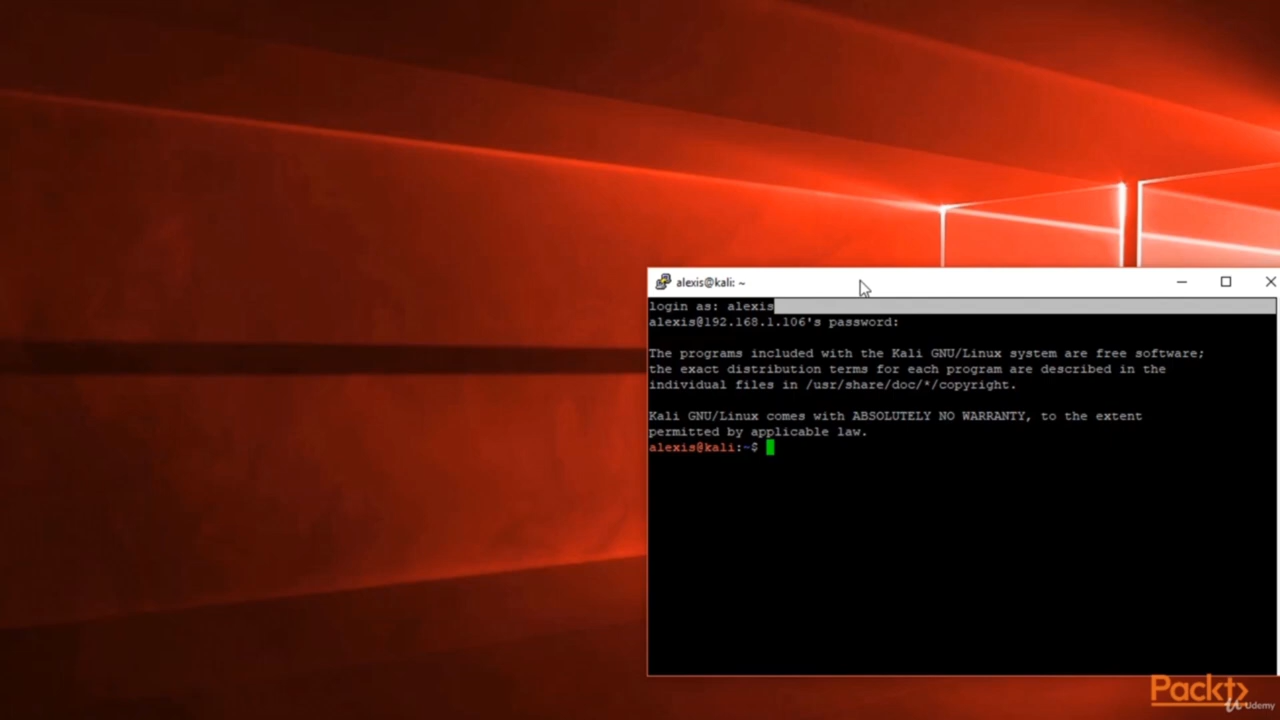 alexis@kali: ~
login as: alexis
alexis@192.168.1.106's password:
The programs included with the Kali GNU/Linux system are free software;
the exact distribution terms for each program are described in the
individual files in /usr/share/doc/*/copyright.
Kali GNU/Linux comes with ABSOLUTELY NO WARRANTY, to the extent
permitted by applicable law.
alexis@kali:~$
Packt
Udemy